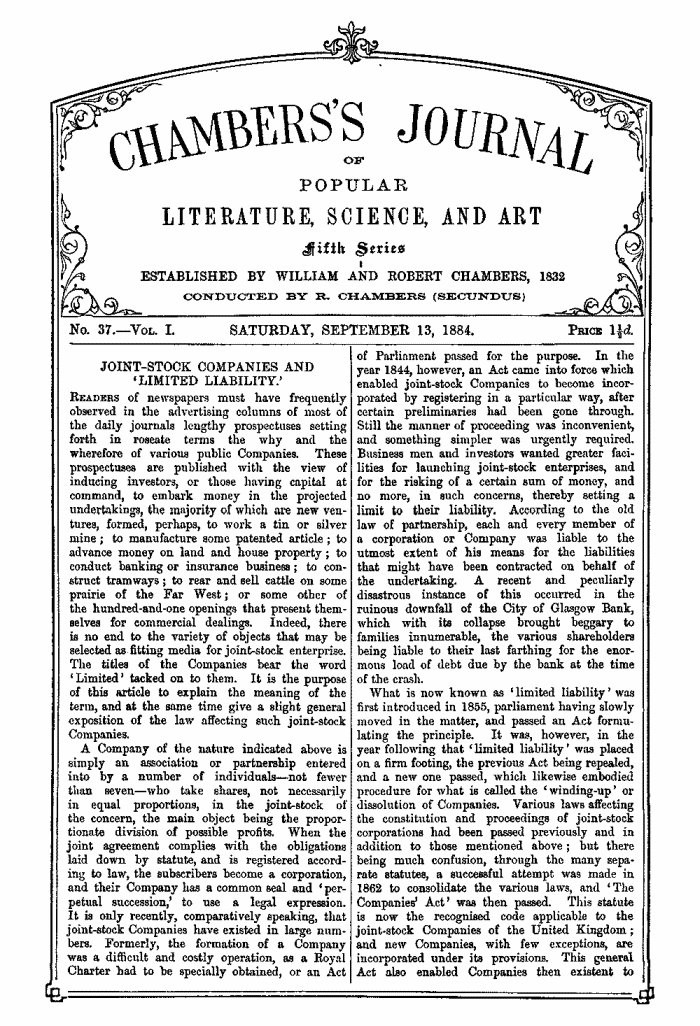 CHAMBERS'S JOURNAL
OF
POPULAR
LITERATURE, SCIENCE, AND ART
Fifth Series
ESTABLISHED BY WILLIAM AND ROBERT CHAMBERS, 1832
CONDUCTED BY R. CHAMBERS (SECUNDUS)
No. 37.—Vol. I.
SATURDAY, SEPTEMBER 13, 1884.
Price 1½d.
JOINT-STOCK COMPANIES AND
'LIMITED LIABILITY.'
Readers of newspapers must have frequently
observed in the advertising columns of most of
the daily journals lengthy prospectuses setting
forth in roseate terms the why and the
wherefore of various public Companies. These
prospectuses are published with the view of
inducing investors, or those having capital at
command, to embark money in the projected
undertakings, the majority of which are new ven-
tures, formed, perhaps, to work a tin or silver
mine; to manufacture some patented article; to
advance money on land and house property; to
conduct banking or insurance business; to con-
struct tramways; to rear and sell cattle on some
prairie of the Far West; or some other of
the hundred-and-one openings that present them-
selves for commercial dealings. Indeed, there
is no end to the variety of objects that may be
selected as fitting media for joint-stock enterprise.
The titles of the Companies bear the word
'Limited' tacked on to them. It is the purpose
of this article to explain the meaning of the
term, and at the same time give a slight general
exposition of the law affecting such joint-stock
Companies.
A Company of the nature indicated above is
simply an association or partnership entered
into by a number of individuals—not fewer
than seven—who take shares, not necessarily
in equal proportions, in the joint-stock of
the concern, the main object being the propor-
tionate division of possible profits. When the
joint agreement complies with the obligations
laid down by statute, and is registered accord-
ing to law, the subscribers become a corporation,
and their Company has a common seal and 'per-
petual succession,' to use a legal expression.
It is only recently, comparatively speaking, that
joint-stock Companies have existed in large num-
bers. Formerly, the formation of a Company
was a difficult and costly operation, as a Royal
Charter had to be specially obtained, or an Act
of Parliament passed for the purpose. In the
year 1844, however, an Act came into force which
enabled joint-stock Companies to become incor-
porated by registering in a particular way, after
certain preliminaries had been gone through.
Still the manner of proceeding was inconvenient,
and something simpler was urgently required.
Business men and investors wanted greater faci-
lities for launching joint-stock enterprises, and
for the risking of a certain sum of money, and
no more, in such concerns, thereby setting a
limit to their liability. According to the old
law of partnership, each and every member of
a corporation or Company was liable to the
utmost extent of his means for the liabilities
that might have been contracted on behalf of
the undertaking. A recent and peculiarly
disastrous instance of this occurred in the
ruinous downfall of the City of Glasgow Bank,
which with its collapse brought beggary to
families innumerable, the various shareholders
being liable to their last farthing for the enor-
mous load of debt due by the bank at the time
of the crash.
What is now known as 'limited liability' was
first introduced in 1855, parliament having slowly
moved in the matter, and passed an Act formu-
lating the principle. It was, however, in the
year following that 'limited liability' was placed
on a firm footing, the previous Act being repealed,
and a new one passed, which likewise embodied
procedure for what is called the 'winding-up' or
dissolution of Companies. Various laws affecting
the constitution and proceedings of joint-stock
corporations had been passed previously and in
addition to those mentioned above; but there
being much confusion, through the many sepa-
rate statutes, a successful attempt was made in
1862 to consolidate the various laws, and 'The
Companies' Act' was then passed. This statute
is now the recognised code applicable to the
joint-stock Companies of the United Kingdom;
and new Companies, with few exceptions, are
incorporated under its provisions. This general
Act also enabled Companies then existent to